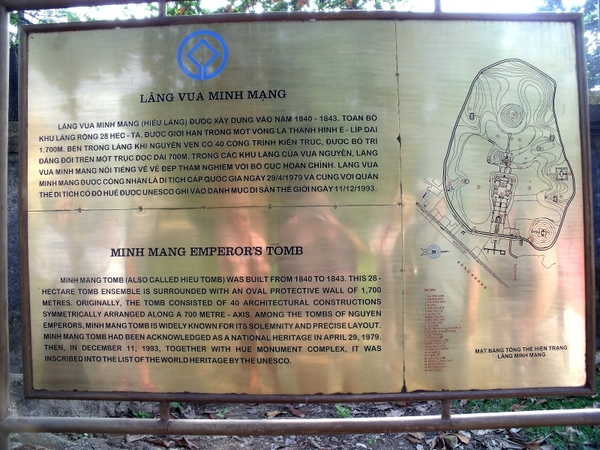 LĂNG VUA MINH MẠNG
LĂNG VUA MINH MẠNG (HIẾU LĂNG) ĐƯỢC XÂY DỰNG VÀO NĂM 1840 - 1843. TOÀN BỘ
KHU LĂNG RỘNG 28 HEC - TA, ĐƯỢC GIỚI HẠN TRONG MỘT VÒNG LA THÀNH HÌNH E - LIP DÀI
1.700M. BÊN TRONG LĂNG KHI NGUYÊN VẸN CÓ 40 CÔNG TRÌNH KIẾN TRÚC, ĐƯỢC BỐ TRÍ
ĐĂNG ĐỐI TRÊN MỘT TRỤC DỌC DÀI 700M. TRONG CÁC KHU LĂNG CỦA VUA NGUYỄN, LĂNG
VUA MINH MẠNG NỔI TIẾNG VỀ VẺ ĐẸP THÂM NGHIÊM VỚI BỐ CỤC HOÀN CHỈNH. LĂNG VUA
MINH MẠNG ĐƯỢC CÔNG NHẬN LÀ DI TÍCH CẤP QUỐC GIA NGÀY 29/4/1979 VÀ CÙNG VỚI QUẦN
THỂ DI TÍCH CỐ ĐÔ HUẾ ĐƯỢC UNESCO GHI VÀO DANH MỤC DI SẢN THẾ GIỚI NGÀY 11/12/1993.
MINH MANG EMPEROR'S TOMB
MINH MANG TOMB (ALSO CALLED HIEU TOMB) WAS BUILT FROM 1840 TO 1843. THIS 28 -
HECTARE TOMB ENSEMBLE IS SURROUNDED WITH AN OVAL PROTECTIVE WALL OF 1,700
METRES. ORIGINALLY, THE TOMB CONSISTED OF 40 ARCHITECTURAL CONSTRUCTIONS
SYMMETRICALLY ARRANGED ALONG A 700 METRE - AXIS. AMONG THE TOMBS OF NGUYEN
EMPERORS, MINH MANG TOMB IS WIDELY KNOWN FOR ITS SOLEMNITY AND PRECISE LAYOUT.
MINH MANG TOMB HAD BEEN ACKNOWLEDGED AS A NATIONAL HERITAGE IN APRIL 29, 1979.
THEN, IN DECEMBER 11, 1993, TOGETHER WITH HUE MONUMENT COMPLEX, IT WAS
INSCRIBED INTO THE LIST OF THE WORLD HERITAGE BY THE UNESCO.
MẶT BẰNG TỔNG THỂ HIỆN TRẠNG
LĂNG MINH MẠNG